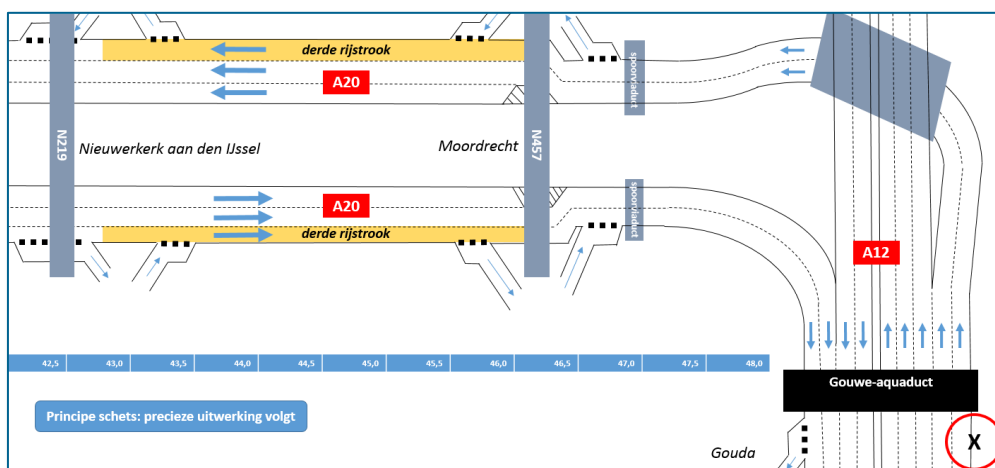 derde rijstrook
A20
spoorviaduct
N219
Nieuwerkerk aan den IJssel
Moordrecht
N457
A20
derde rijstrook
spoorviaduct
A12
42,5 43,0 43,5 44,0 44,5 45,0 45,5 46,0 46,5 47,0 47,5 48,0
Gouwe-aquaduct
Principe schets: precieze uitwerking volgt
Gouda
X